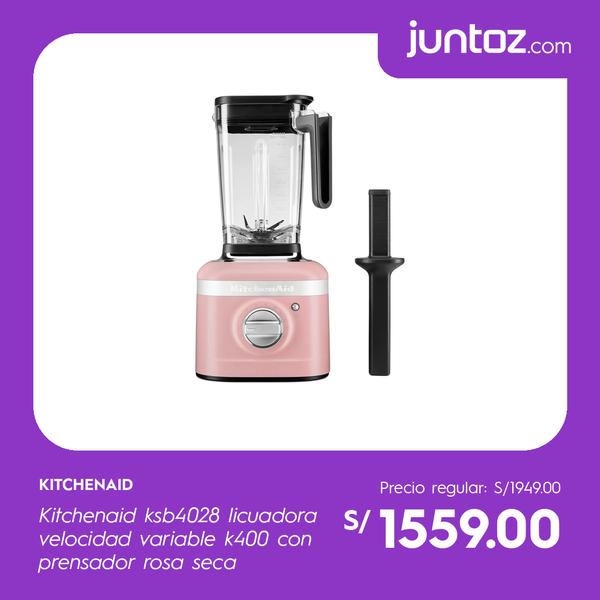 juntoz.com
KitchenAid
KITCHENAID
Kitchenaid ksb4028 licuadora
velocidad variable k400 con
prensador rosa seca
Precio regular: S/1949.00
S/1559.00